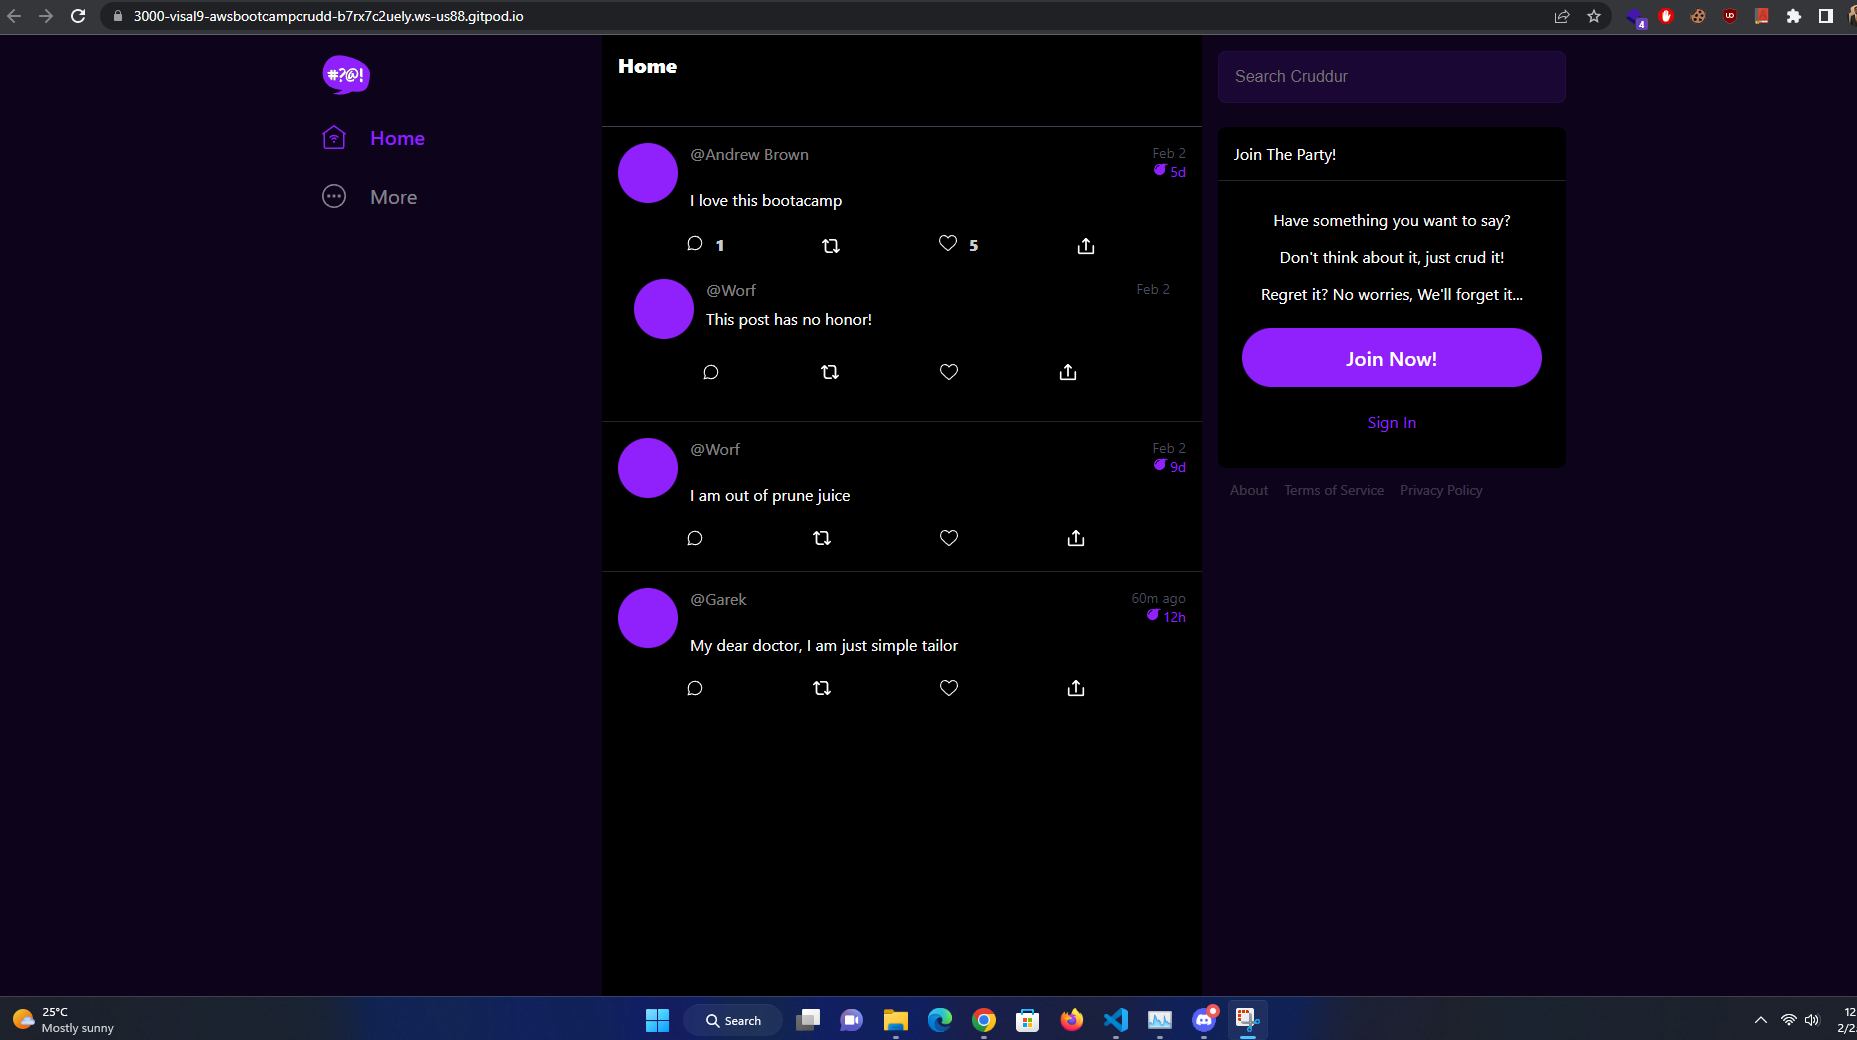 3000-visal9-awsbootcampcrudd-b7rx7c2uely.ws-us88.gitpod.io
4
UD
#?@!
Home
More
Home
@Andrew Brown
Feb 2
5d
I love this bootacamp
1
5
@Worf
Feb 2
This post has no honor!
@Worf
Feb 2
9d
I am out of prune juice
@Garek
60m ago
12h
My dear doctor, I am just simple tailor
Search Cruddur
Join The Party!
Have something you want to say?
Don't think about it, just crud it!
Regret it? No worries, We'll forget it...
Join Now!
Sign In
About Terms of Service Privacy Policy
25°C
Mostly sunny
Search
12
2/2